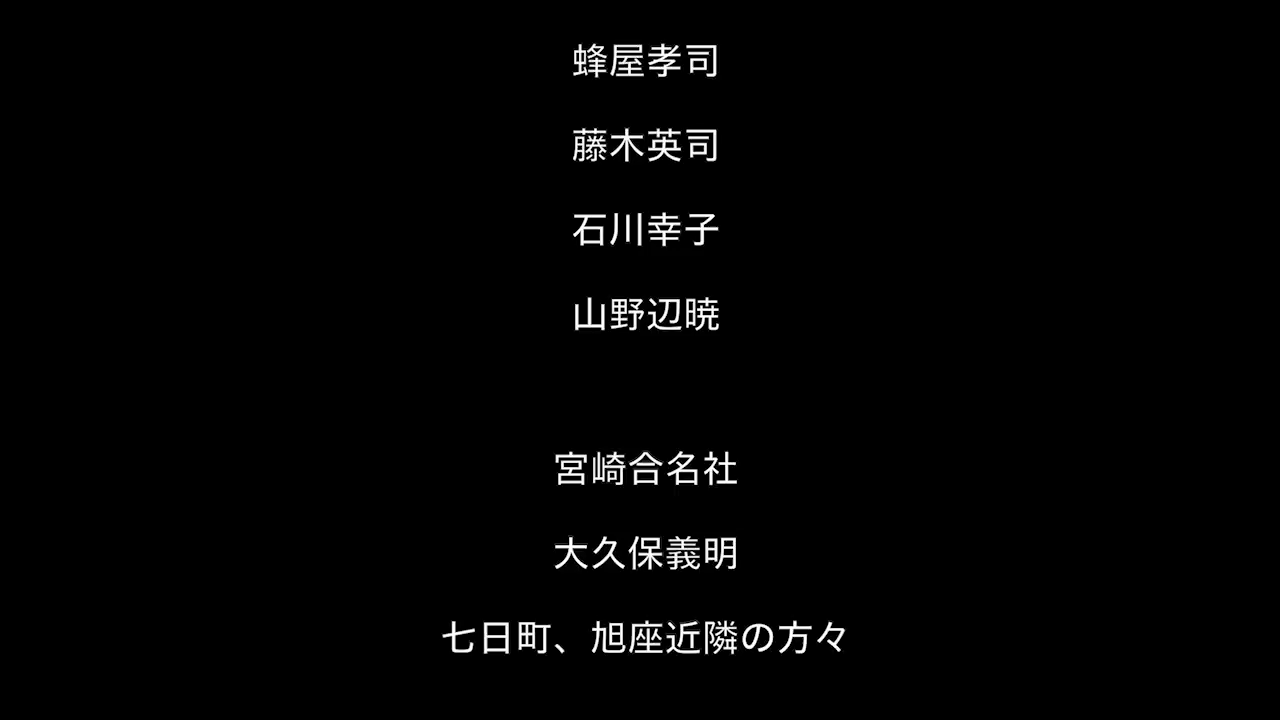 蜂屋孝司
藤木英司
石川幸子
山野辺暁
宮崎合名社
大久保義明
七日町、旭座近隣の方々